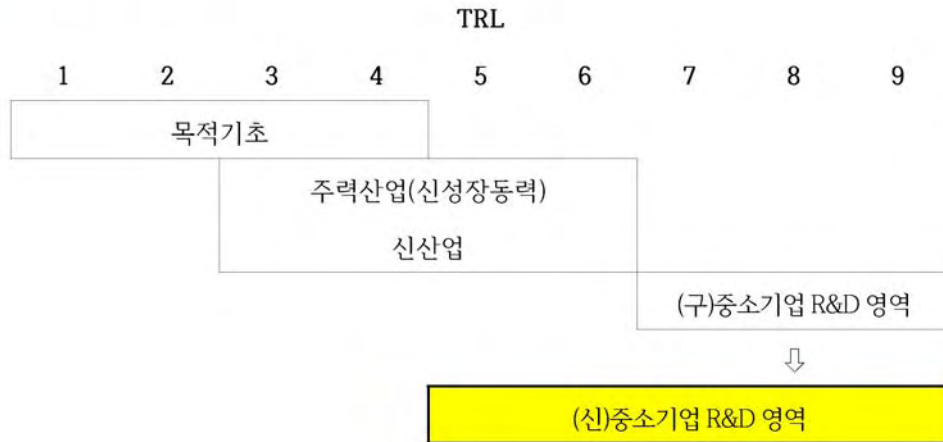 TRL
1 2 3 4 5 6 7 8 9
목적기초
주력산업(신성장동력)
신산업
(구)중소기업 R&D 영역
⇩
(신)중소기업 R&D 영역